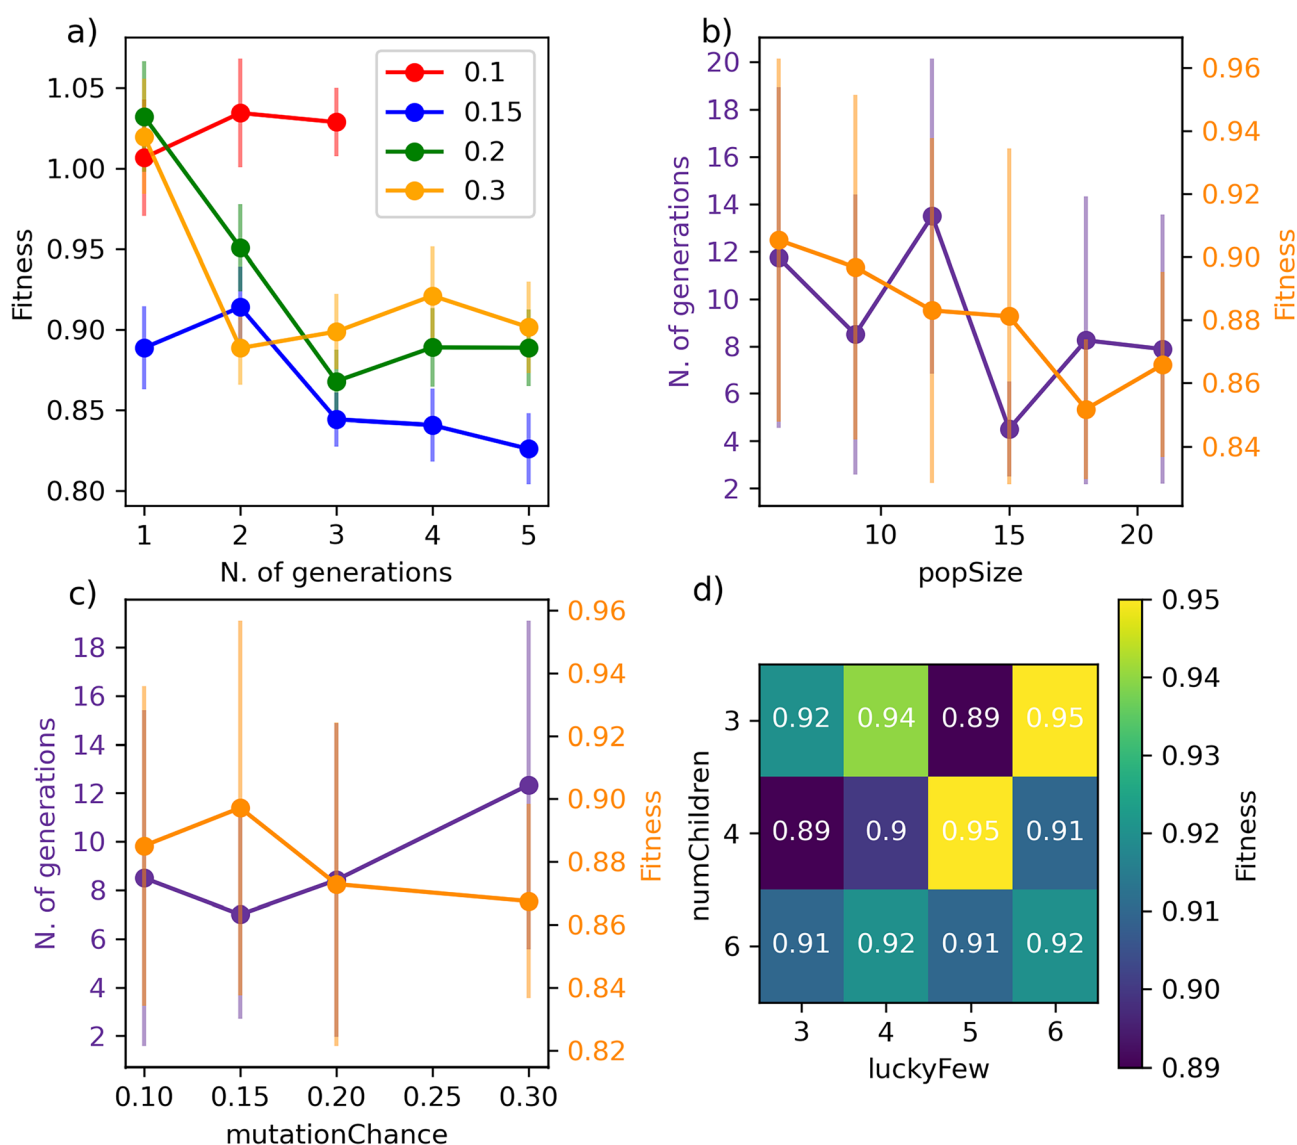 a)
1.05
1.00
0.95
0.90
0.85
0.80
Fitness
0.1
0.15
0.2
0.3
1 2 3 4 5
N. of generations
b)
20
18
16
14
12
10
8
6
4
2
N. of generations
0.96
0.94
0.92
0.90
0.88
0.86
0.84
Fitness
10 15 20
popSize
c)
18
16
14
12
10
8
6
4
2
N. of generations
0.96
0.94
0.92
0.90
0.88
0.86
0.84
0.82
Fitness
0.10 0.15 0.20 0.25 0.30
mutationChance
d)
numChildren
3 0.92 0.94 0.89 0.95
4 0.89 0.9 0.95 0.91
6 0.91 0.92 0.91 0.92
3 4 5 6
luckyFew
0.95
0.94
0.93
0.92
0.91
0.90
0.89
Fitness